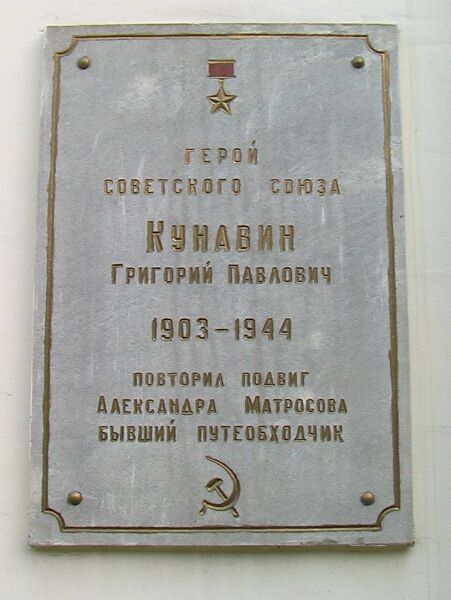 ГЕРОЙ
СОВЕТСКОГО СОЮЗА
КУНАВИН
ГРИГОРИЙ ПАВЛОВИЧ
1903-1944
ПОВТОРИЛ ПОДВИГ
АЛЕКСАНДРА МАТРОСОВА
БЫВШИЙ ПУТЕОБХОДЧИК